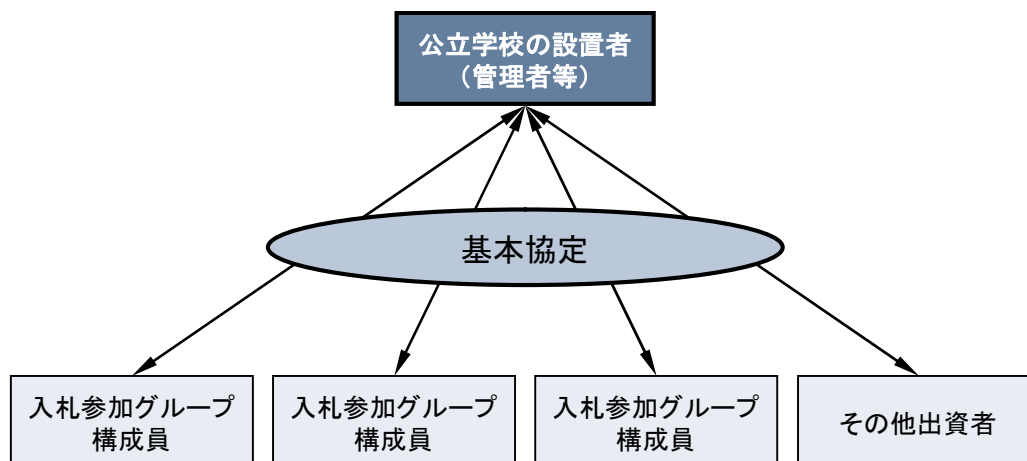 公立学校の設置者
（管理者等）
基本協定
入札参加グループ
構成員
入札参加グループ
構成員
入札参加グループ
構成員
その他出資者